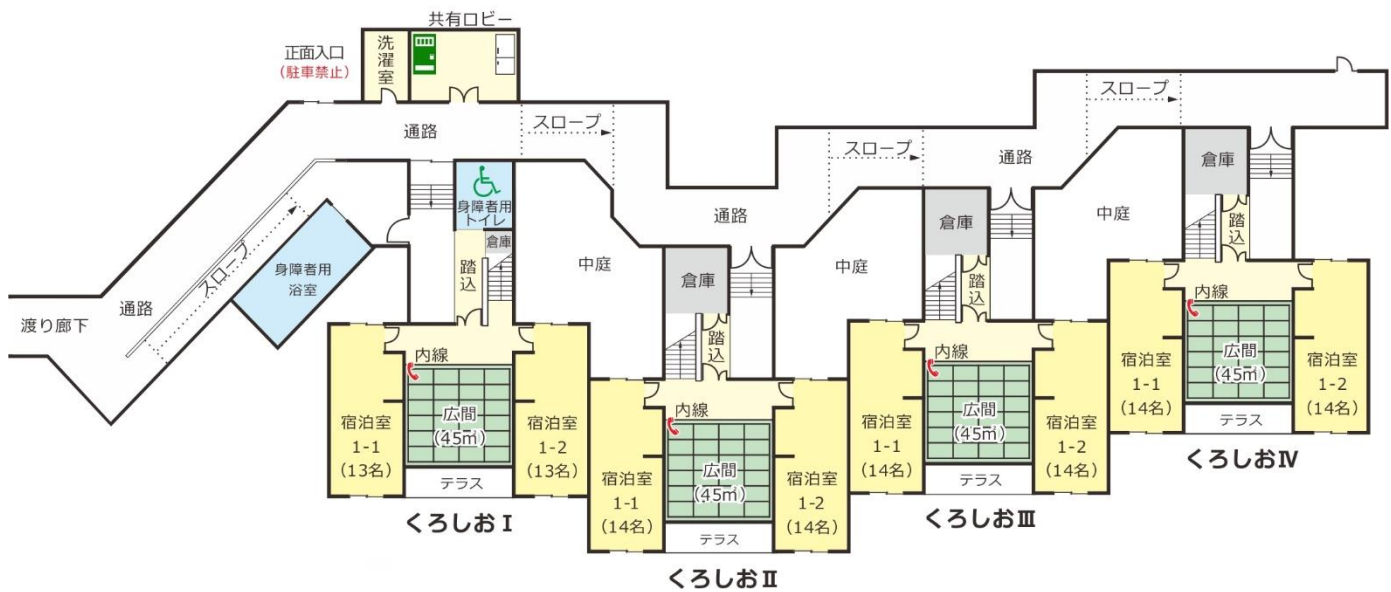 共有ロビー
正面入口
(駐車禁止)
洗濯室
通路
スロープ
スロープ
スロープ
通路
通路
倉庫
倉庫
倉庫
倉庫
身障者用
トイレ
踏込
踏込
踏込
踏込
中庭
中庭
中庭
スロープ
身障者用
浴室
通路
渡り廊下
内線
宿泊室
1-1
(13名)
広間
(45㎡)
宿泊室
1-2
(13名)
テラス
くろしおⅠ
内線
宿泊室
1-1
(14名)
広間
(45㎡)
宿泊室
1-2
(14名)
テラス
くろしおⅡ
内線
宿泊室
1-1
(14名)
広間
(45㎡)
宿泊室
1-2
(14名)
テラス
くろしおⅢ
内線
宿泊室
1-1
(14名)
広間
(45㎡)
宿泊室
1-2
(14名)
テラス
くろしおⅣ